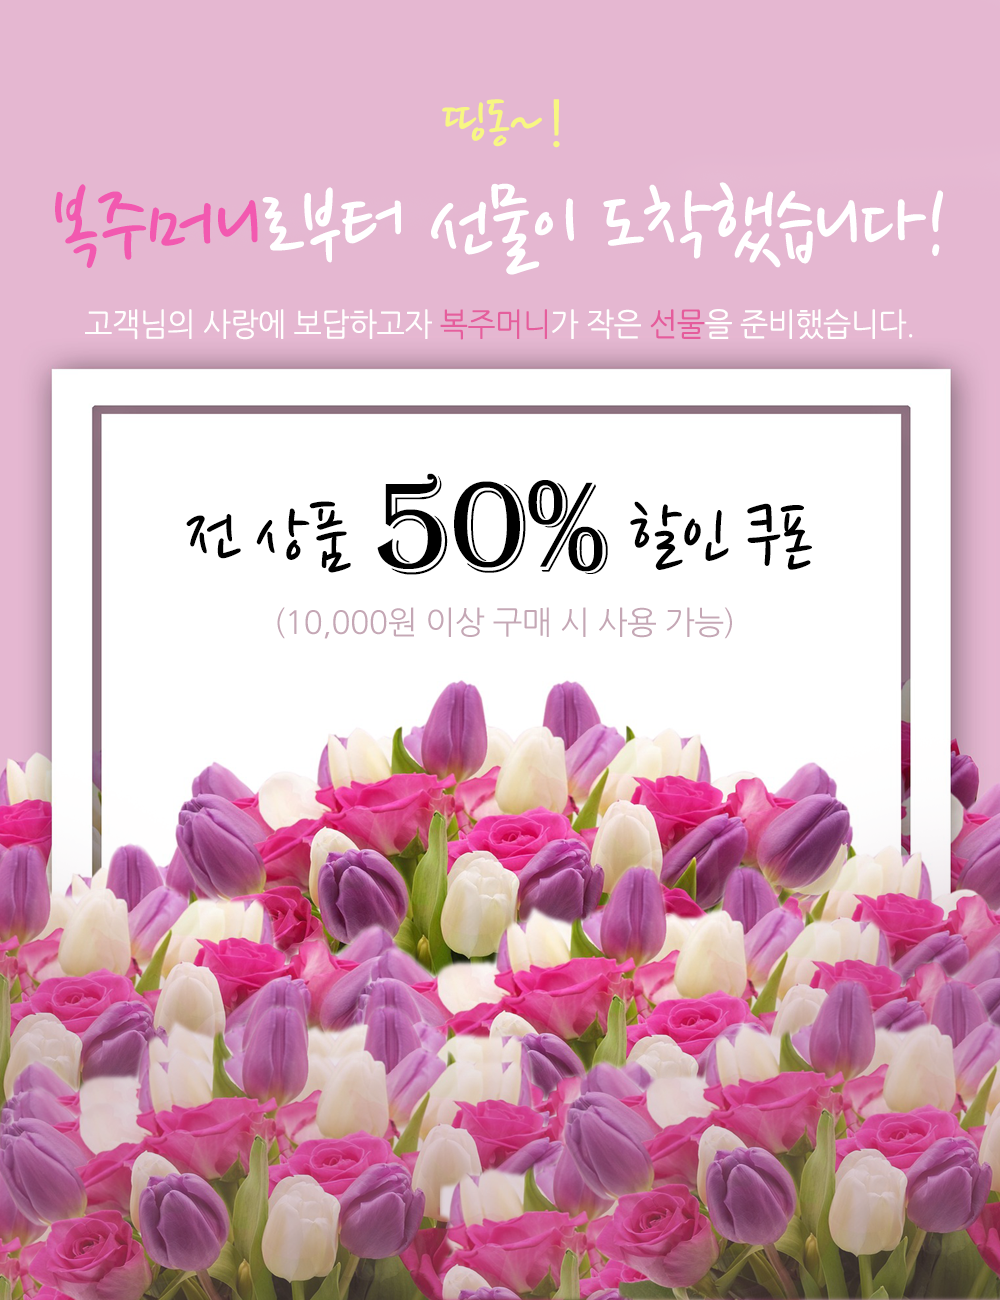 띵동~!
복주머니로부터 선물이 도착했습니다!
고객님의 사랑에 보답하고자 복주머니가 작은 선물을 준비했습니다.
전 상품 50% 할인 쿠폰
(10,000원 이상 구매 시 사용 가능)